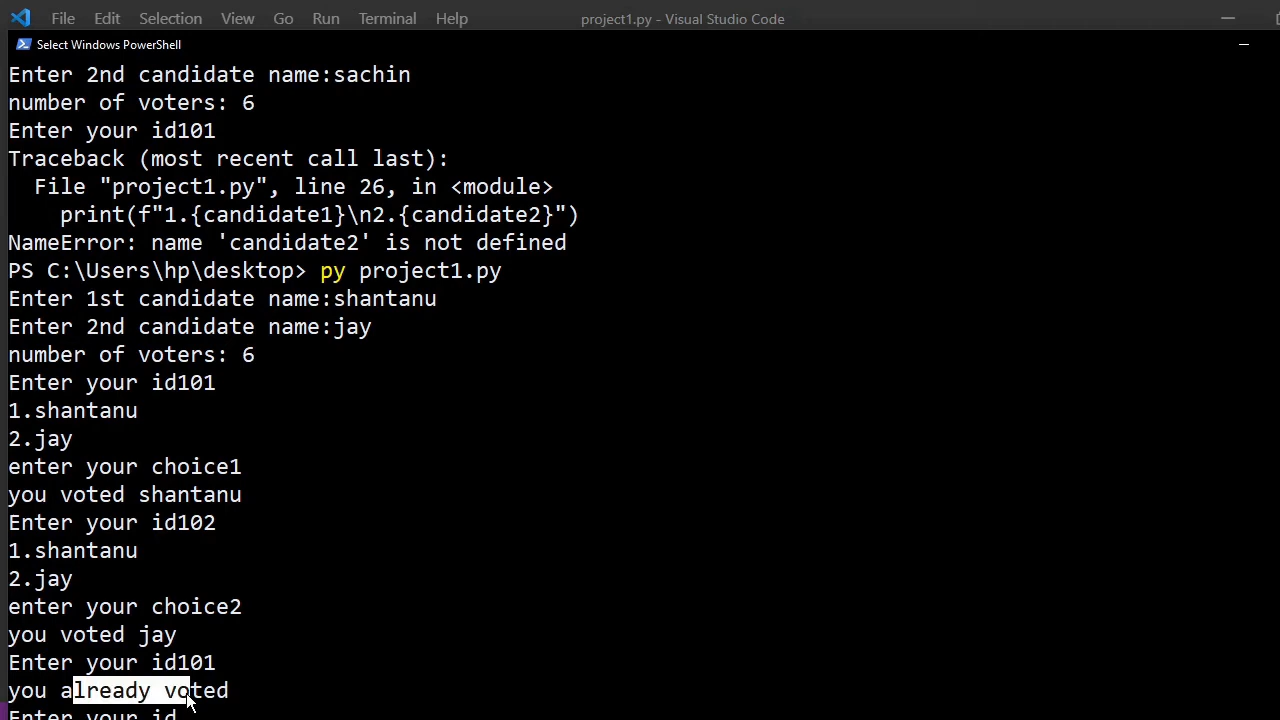 File Edit Selection View Go Run Terminal Help project1.py - Visual Studio Code
Select Windows PowerShell
Enter 2nd candidate name:sachin
number of voters: 6
Enter your id101
Traceback (most recent call last):
  File "project1.py", line 26, in <module>
    print(f"1.{candidate1}\n2.{candidate2}")
NameError: name 'candidate2' is not defined
PS C:\Users\hp\desktop> py project1.py
Enter 1st candidate name:shantanu
Enter 2nd candidate name:jay
number of voters: 6
Enter your id101
1.shantanu
2.jay
enter your choice1
you voted shantanu
Enter your id102
1.shantanu
2.jay
enter your choice2
you voted jay
Enter your id101
you already voted
Enter your id